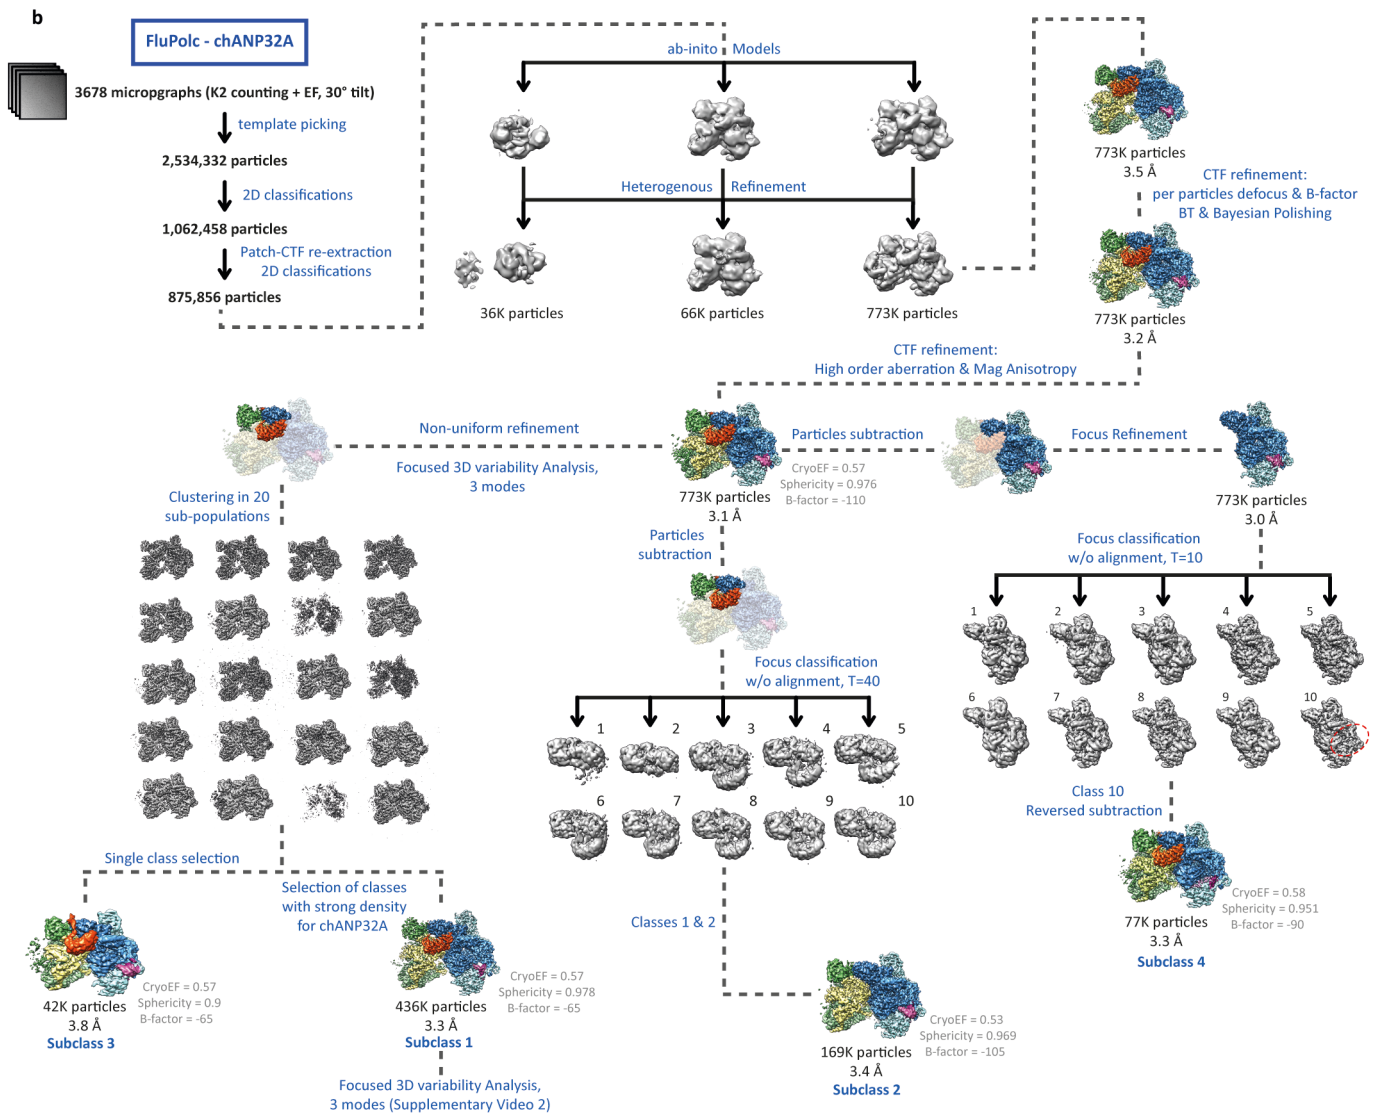 b
FluPolc - chANP32A
3678 micropgraphs (K2 counting + EF, 30° tilt)
template picking
2,534,332 particles
2D classifications
1,062,458 particles
Patch-CTF re-extraction
2D classifications
875,856 particles
ab-inito Models
Heterogenous Refinement
36K particles
66K particles
773K particles
773K particles
3.5 Å
CTF refinement:
per particles defocus & B-factor
BT & Bayesian Polishing
773K particles
3.2 Å
CTF refinement:
High order aberration & Mag Anisotropy
Non-uniform refinement
Focused 3D variability Analysis,
3 modes
Particles subtraction
CryoEF = 0.57
Sphericity = 0.976
B-factor = -110
773K particles
3.1 Å
Focus Refinement
773K particles
3.0 Å
Clustering in 20
sub-populations
Particles
subtraction
Focus classification
w/o alignment, T=40
1
2
3
4
5
6
7
8
9
10
Focus classification
w/o alignment, T=10
1
2
3
4
5
6
7
8
9
10
Class 10
Reversed subtraction
CryoEF = 0.58
Sphericity = 0.951
B-factor = -90
77K particles
3.3 Å
Subclass 4
Single class selection
Selection of classes
with strong density
for chANP32A
CryoEF = 0.57
Sphericity = 0.9
B-factor = -65
42K particles
3.8 Å
Subclass 3
CryoEF = 0.57
Sphericity = 0.978
B-factor = -65
436K particles
3.3 Å
Subclass 1
Focused 3D variability Analysis,
3 modes (Supplementary Video 2)
Classes 1 & 2
CryoEF = 0.53
Sphericity = 0.969
B-factor = -105
169K particles
3.4 Å
Subclass 2